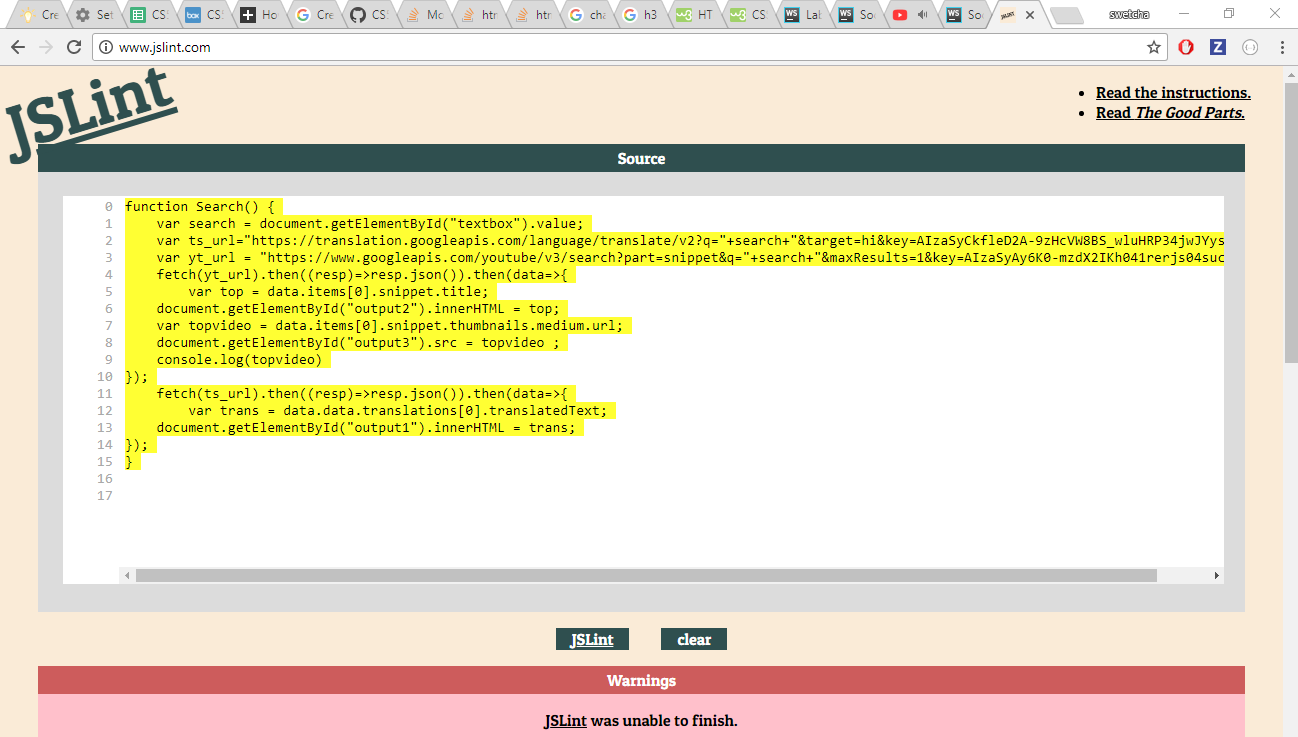 Cre
Set
CS
CS
Ho
Cre
CS
Mc
htr
htr
cha
h3
HT
CS
Lab
So
So
swetcha
www.jslint.com
JSLint
Read the instructions.
Read The Good Parts.
Source
0 function Search() {
1 var search = document.getElementById("textbox").value;
2 var ts_url="https://translation.googleapis.com/language/translate/v2?q="+search+"&target=hi&key=
3 var yt_url = "https://www.googleapis.com/youtube/v3/search?part=snippet&q="+search+"&maxResults=1&key=
4 fetch(yt_url).then((resp)=>resp.json()).then(data=>{
5 var top = data.items[0].snippet.title;
6 document.getElementById("output2").innerHTML = top;
7 var topvideo = data.items[0].snippet.thumbnails.medium.url;
8 document.getElementById("output3").src = topvideo ;
9 console.log(topvideo)
10 });
11 fetch(ts_url).then((resp)=>resp.json()).then(data=>{
12 var trans = data.data.translations[0].translatedText;
13 document.getElementById("output1").innerHTML = trans;
14 });
15 }
16
17
JSLint clear
Warnings
JSLint was unable to finish.